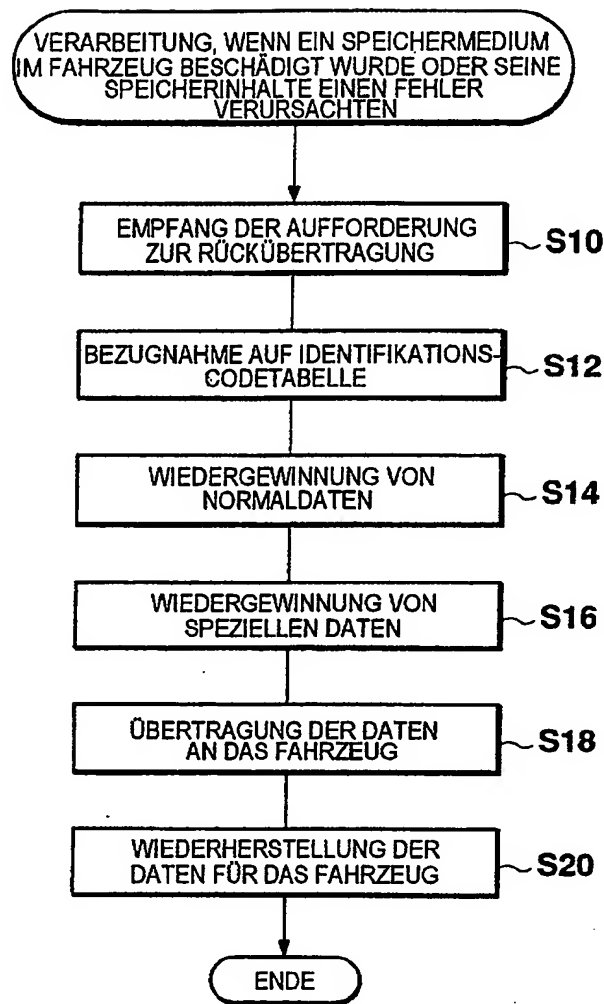 VERARBEITUNG, WENN EIN SPEICHERMEDIUM
IM FAHRZEUG BESCHÄDIGT WURDE ODER SEINE
SPEICHERINHALTE EINEN FEHLER
VERURSACHTEN
EMPFANG DER AUFFORDERUNG
ZUR RÜCKÜBERTRAGUNG
S10
BEZUGNAHME AUF IDENTIFIKATIONS-
CODETABELLE
S12
WIEDERGEWINNUNG VON
NORMALDATEN
S14
WIEDERGEWINNUNG VON
SPEZIELLEN DATEN
S16
ÜBERTRAGUNG DER DATEN
AN DAS FAHRZEUG
S18
WIEDERHERSTELLUNG DER
DATEN FÜR DAS FAHRZEUG
S20
ENDE